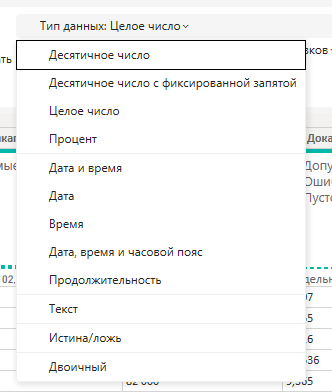 Тип данных: Целое число
Десятичное число
Десятичное число с фиксированной запятой
Целое число
Процент
Дата и время
Дата
Время
Дата, время и часовой пояс
Продолжительность
Текст
Истина/ложь
Двоичный